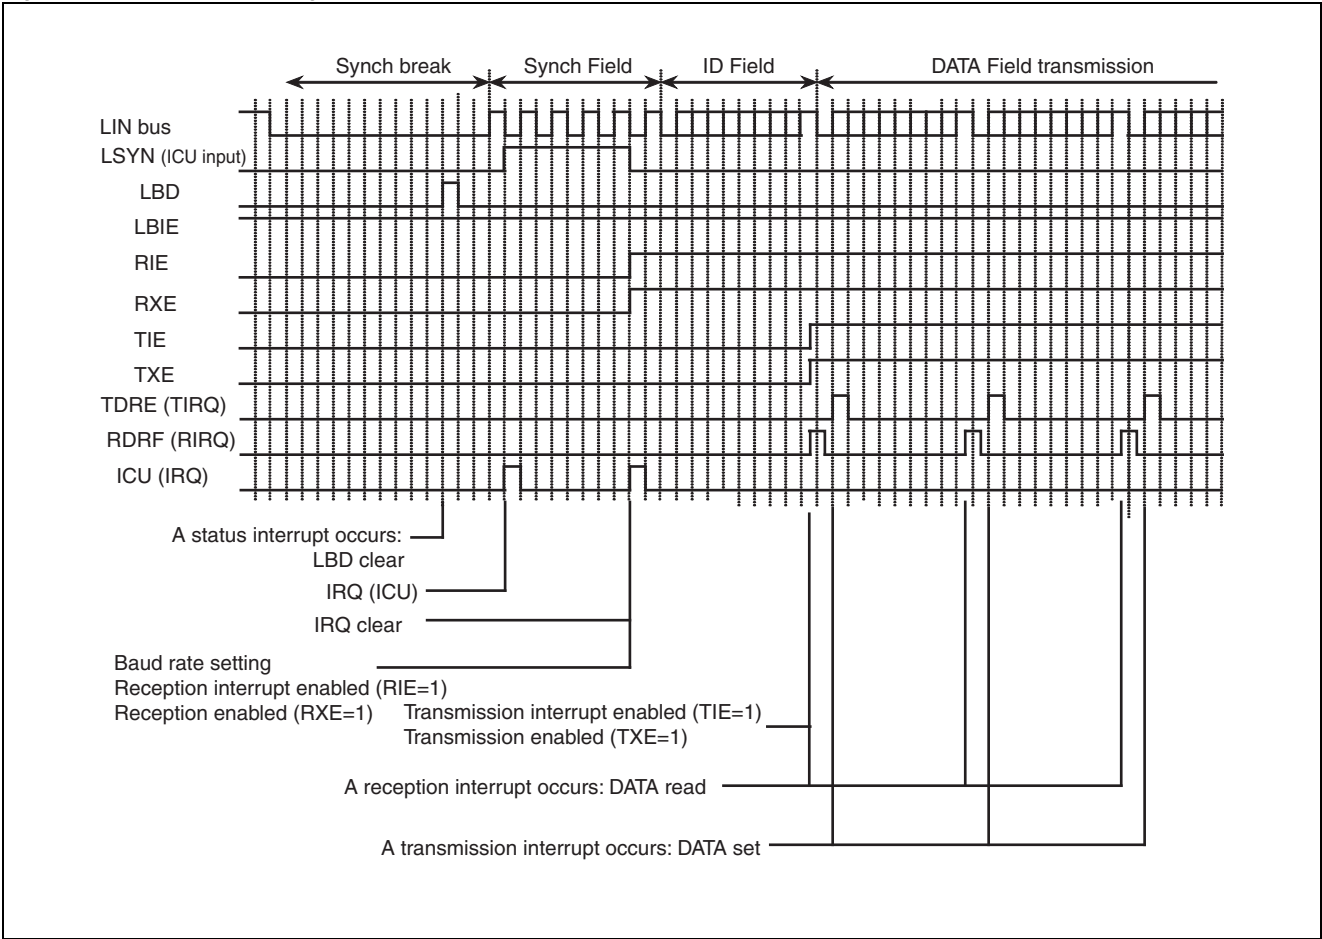 Synch break
Synch Field
ID Field
DATA Field transmission
LIN bus
LSYN (ICU input)
LBD
LBIE
RIE
RXE
TIE
TXE
TDRE (TIRQ)
RDRF (RIRQ)
ICU (IRQ)
A status interrupt occurs:
LBD clear
IRQ (ICU)
IRQ clear
Baud rate setting
Reception interrupt enabled (RIE=1)
Reception enabled (RXE=1)
Transmission interrupt enabled (TIE=1)
Transmission enabled (TXE=1)
A reception interrupt occurs: DATA read
A transmission interrupt occurs: DATA set